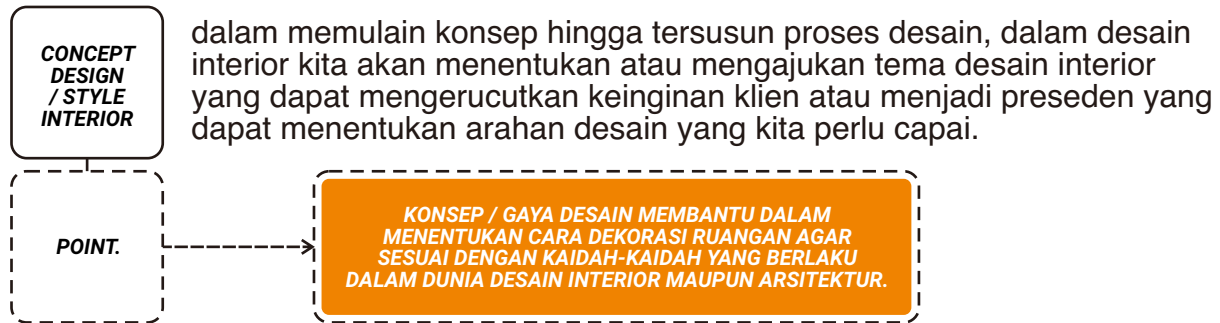 CONCEPT
DESIGN
/ STYLE
INTERIOR
dalam memulain konsep hingga tersusun proses desain, dalam desain
interior kita akan menentukan atau mengajukan tema desain interior
yang dapat mengerucutkan keinginan klien atau menjadi preseden yang
dapat menentukan arahan desain yang kita perlu capai.
POINT.
KONSEP / GAYA DESAIN MEMBANTU DALAM
MENENTUKAN CARA DEKORASI RUANGAN AGAR
SESUAI DENGAN KAIDAH-KAIDAH YANG BERLAKU
DALAM DUNIA DESAIN INTERIOR MAUPUN ARSITEKTUR.